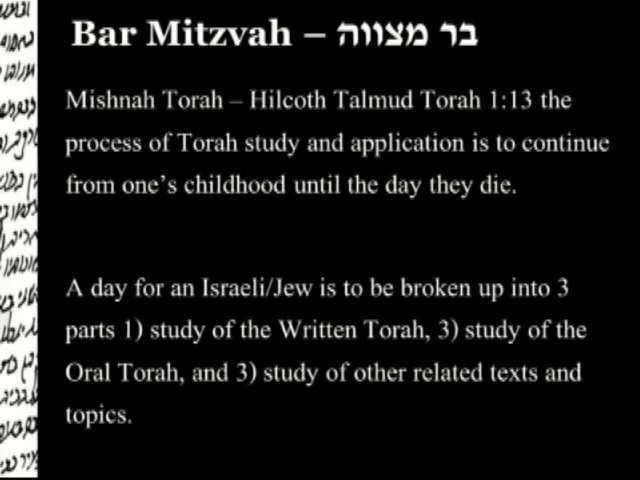 Bar Mitzvah – בר מצווה
Mishnah Torah – Hilcoth Talmud Torah 1:13 the
process of Torah study and application is to continue
from one’s childhood until the day they die.
A day for an Israeli/Jew is to be broken up into 3
parts 1) study of the Written Torah, 3) study of the
Oral Torah, and 3) study of other related texts and
topics.